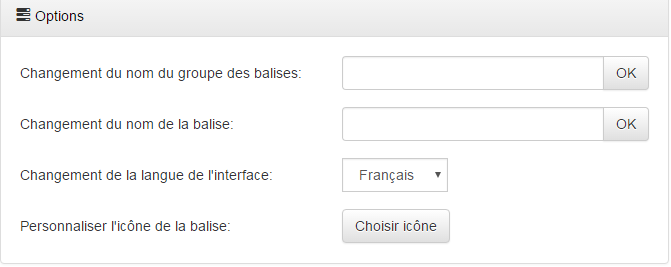 Options
Changement du nom du groupe des balises: OK
Changement du nom de la balise: OK
Changement de la langue de l'interface: Français
Personnaliser l'icône de la balise: Choisir icône